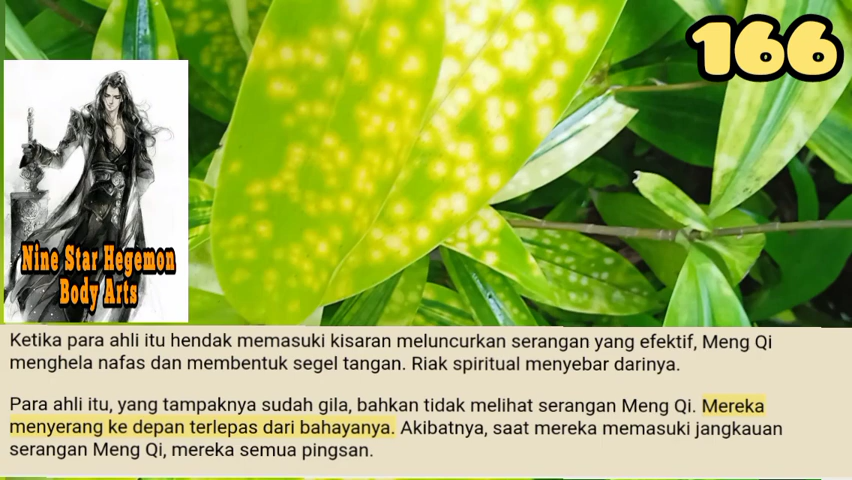 166
Nine Star Hegemon
Body Arts
Ketika para ahli itu hendak memasuki kisaran meluncurkan serangan yang efektif, Meng Qi
menghela nafas dan membentuk segel tangan. Riak spiritual menyebar darinya.
Para ahli itu, yang tampaknya sudah gila, bahkan tidak melihat serangan Meng Qi. Mereka
menyerang ke depan terlepas dari bahayanya. Akibatnya, saat mereka memasuki jangkauan
serangan Meng Qi, mereka semua pingsan.